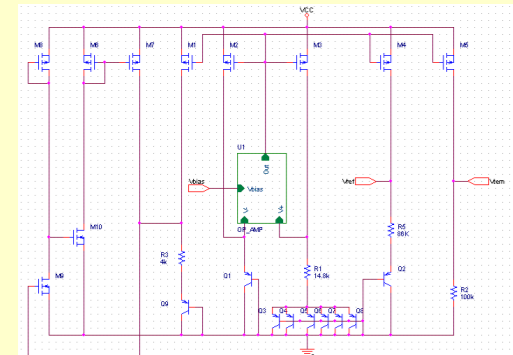 VCC
M8 M6 M7 M1 M2 M3 M4 M5
U1
Out
Vbias Vbias Vref Vtem
V- V+
OP_AMP
M10
R5
86K
R3
4k
R1
14.8k
Q1 Q2
M9
R2
100k
Q9 Q3 Q4 Q5 Q6 Q7 Q8